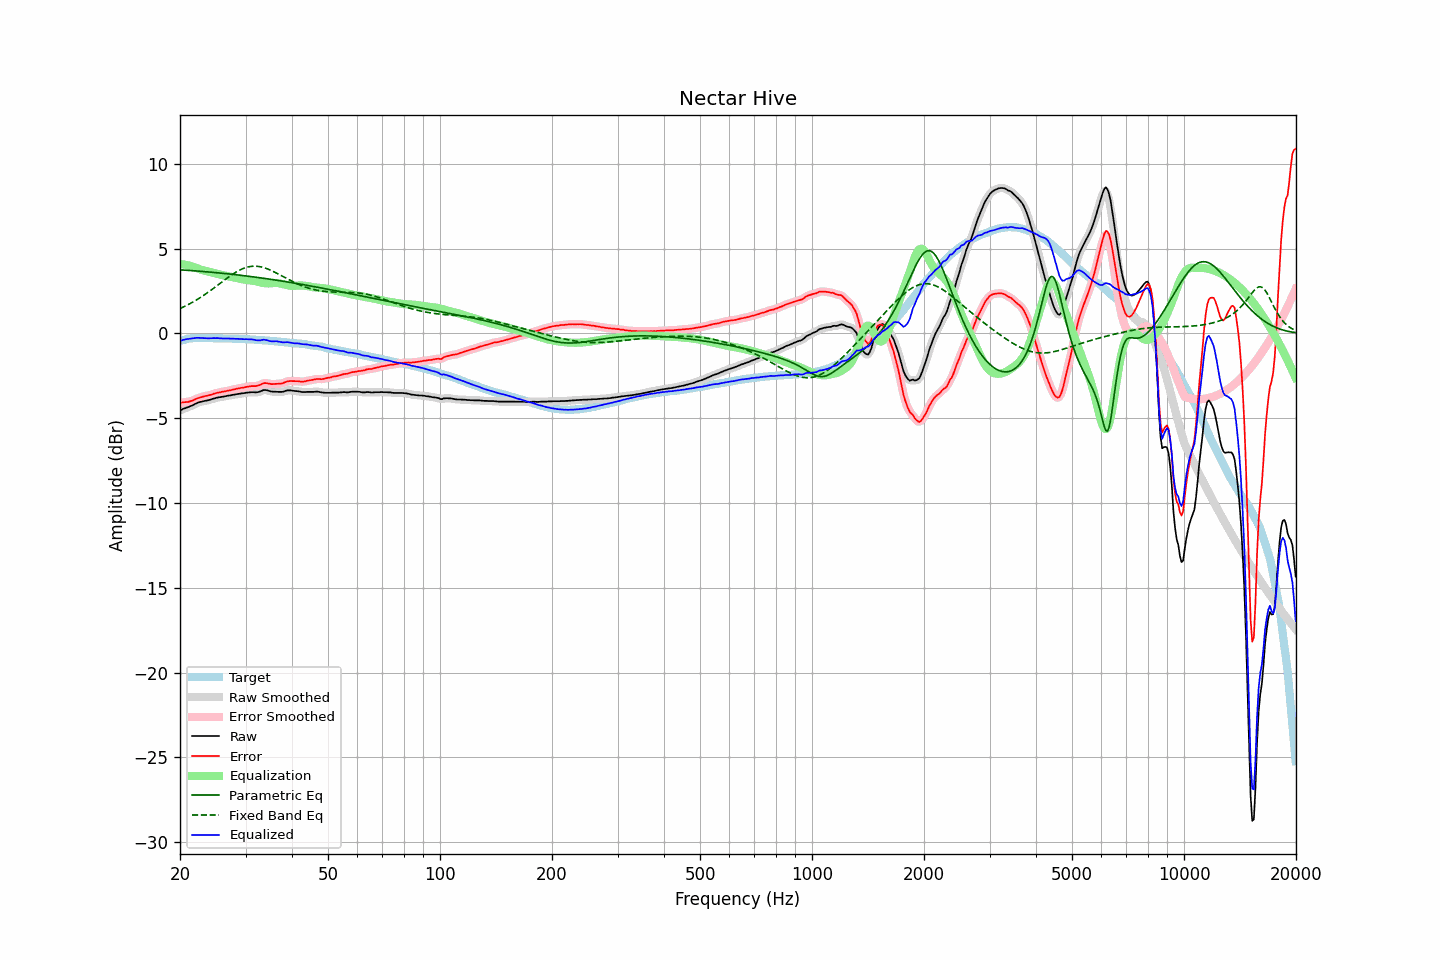 Nectar Hive
Amplitude (dBr)
10
5
0
−5
−10
−15
−20
−25
−30
Target
Raw Smoothed
Error Smoothed
Raw
Error
Equalization
Parametric Eq
Fixed Band Eq
Equalized
20 50 100 200 500 1000 2000 5000 10000 20000
Frequency (Hz)